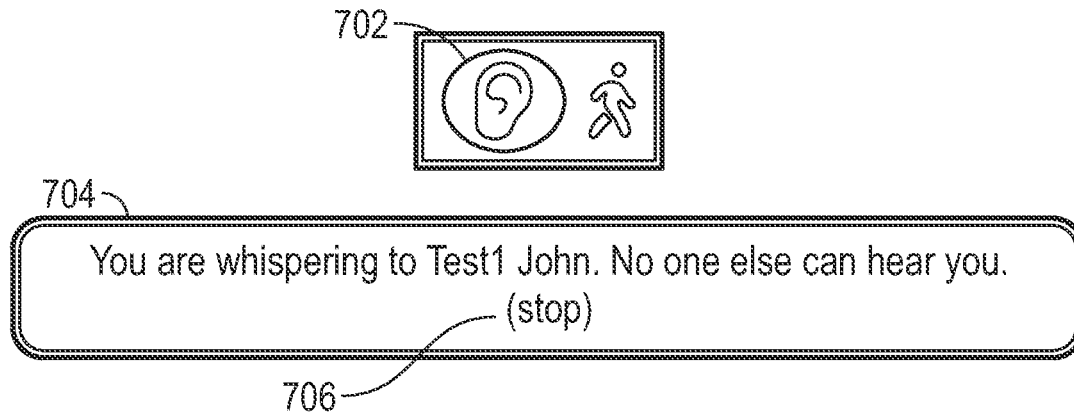 702
704
You are whispering to Test1 John. No one else can hear you.
(stop)
706